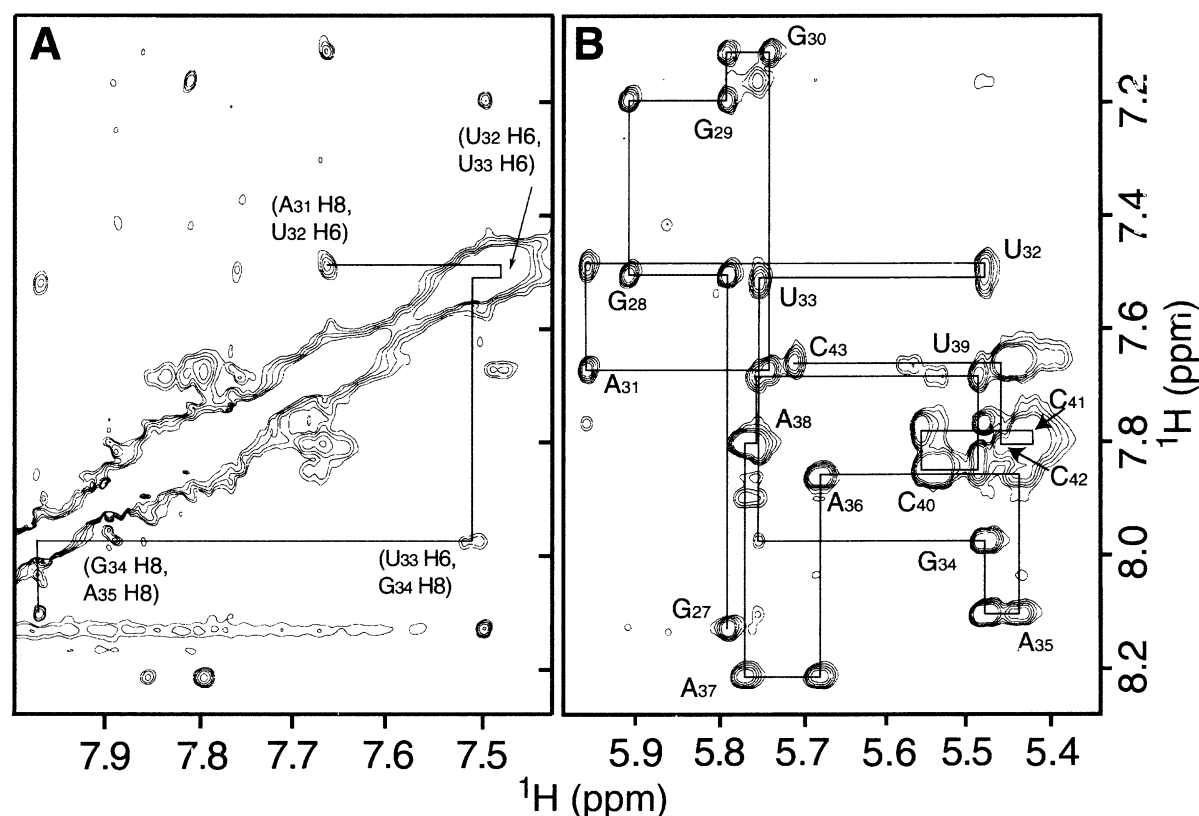 A
(U32 H6,
U33 H6)
(A31 H8,
U32 H6)
(G34 H8,
A35 H8)
(U33 H6,
G34 H8)
7.9 7.8 7.7 7.6 7.5
B
G30
G29
U32
G28
U33
C43
U39
A31
C41
A38
C42
A36
C40
G34
G27
A35
A37
5.9 5.8 5.7 5.6 5.5 5.4
7.2
7.4
7.6
7.8
8.0
8.2
¹H (ppm)
¹H (ppm)